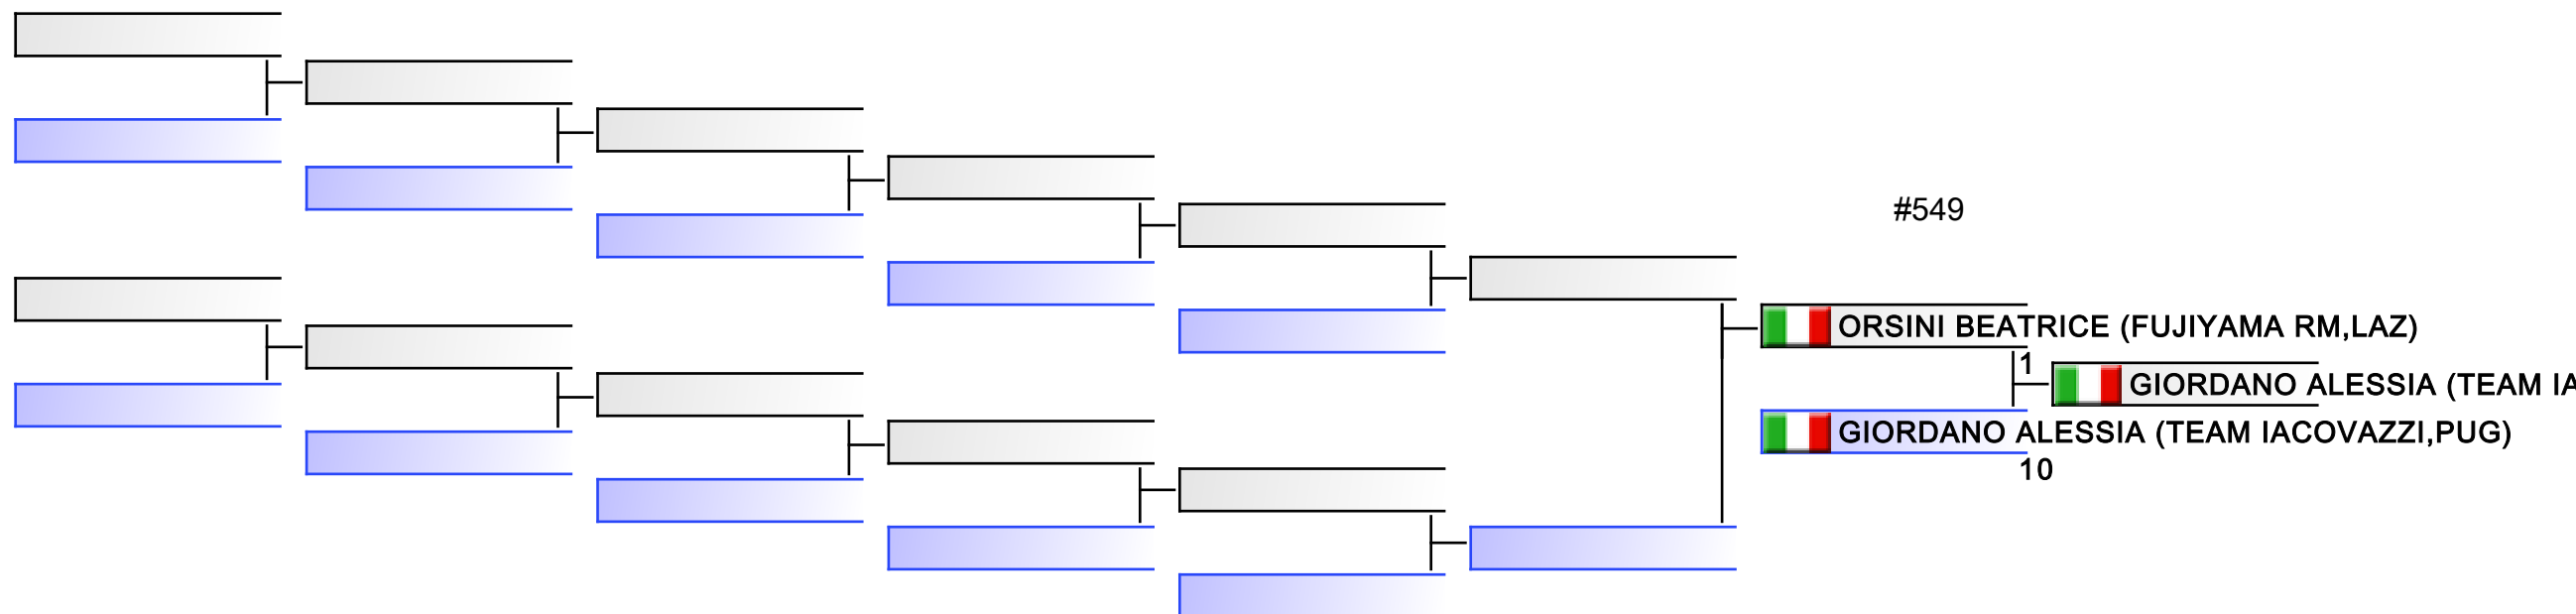 #549
ORSINI BEATRICE (FUJIYAMA RM,LAZ)
1
GIORDANO ALESSIA (TEAM IA
GIORDANO ALESSIA (TEAM IACOVAZZI,PUG)
10